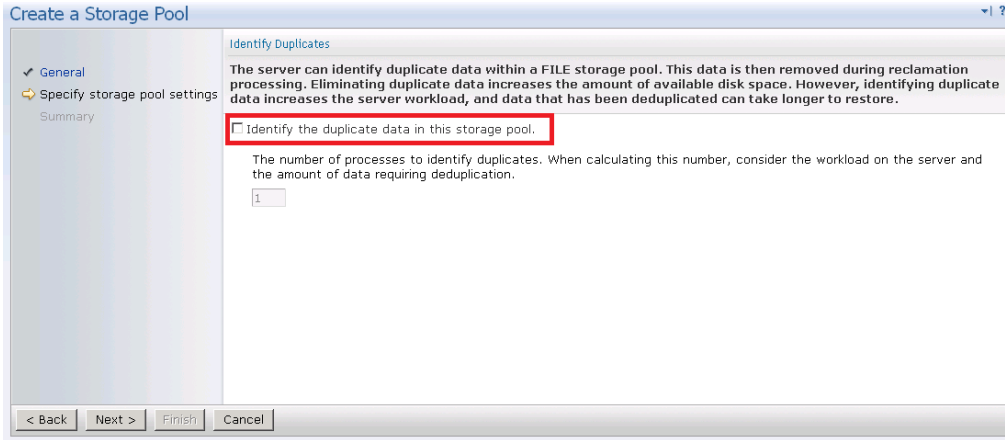 Create a Storage Pool
?
Identify Duplicates
General
Specify storage pool settings
Summary
The server can identify duplicate data within a FILE storage pool. This data is then removed during reclamation
processing. Eliminating duplicate data increases the amount of available disk space. However, identifying duplicate
data increases the server workload, and data that has been deduplicated can take longer to restore.
Identify the duplicate data in this storage pool.
The number of processes to identify duplicates. When calculating this number, consider the workload on the server and
the amount of data requiring deduplication.
1
< Back Next > Finish Cancel